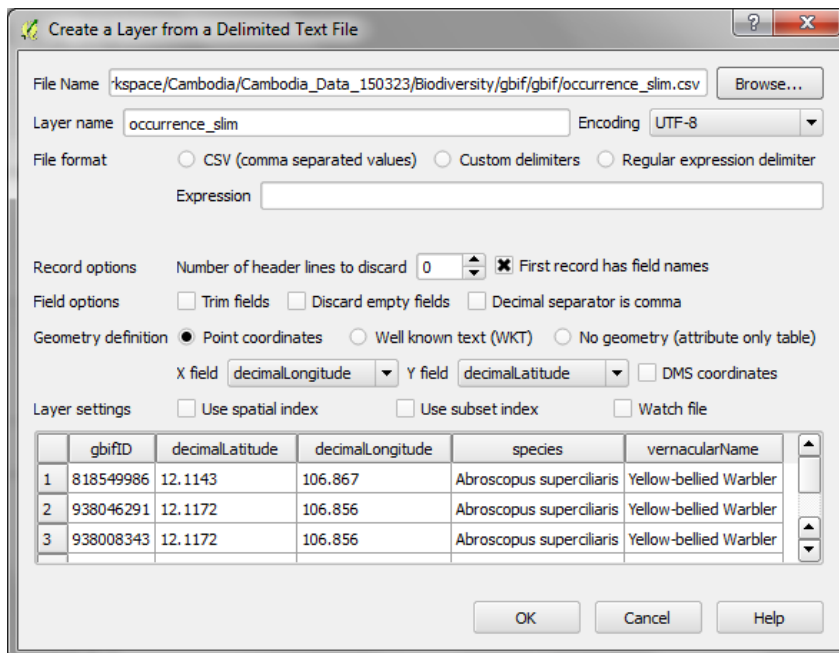 Create a Layer from a Delimited Text File
File Name rkspace/Cambodia/Cambodia_Data_150323/Biodiversity/gbif/gbif/occurrence_slim.csv Browse...
Layer name occurrence_slim Encoding UTF-8
File format CSV (comma separated values) Custom delimiters Regular expression delimiter
Expression
Record options Number of header lines to discard 0 First record has field names
Field options Trim fields Discard empty fields Decimal separator is comma
Geometry definition Point coordinates Well known text (WKT) No geometry (attribute only table)
X field decimalLongitude Y field decimalLatitude DMS coordinates
Layer settings Use spatial index Use subset index Watch file
gbifID decimalLatitude decimalLongitude species vernacularName
1 818549986 12.1143 106.867 Abroscopus superciliaris Yellow-bellied Warbler
2 938046291 12.1172 106.856 Abroscopus superciliaris Yellow-bellied Warbler
3 938008343 12.1172 106.856 Abroscopus superciliaris Yellow-bellied Warbler
OK Cancel Help